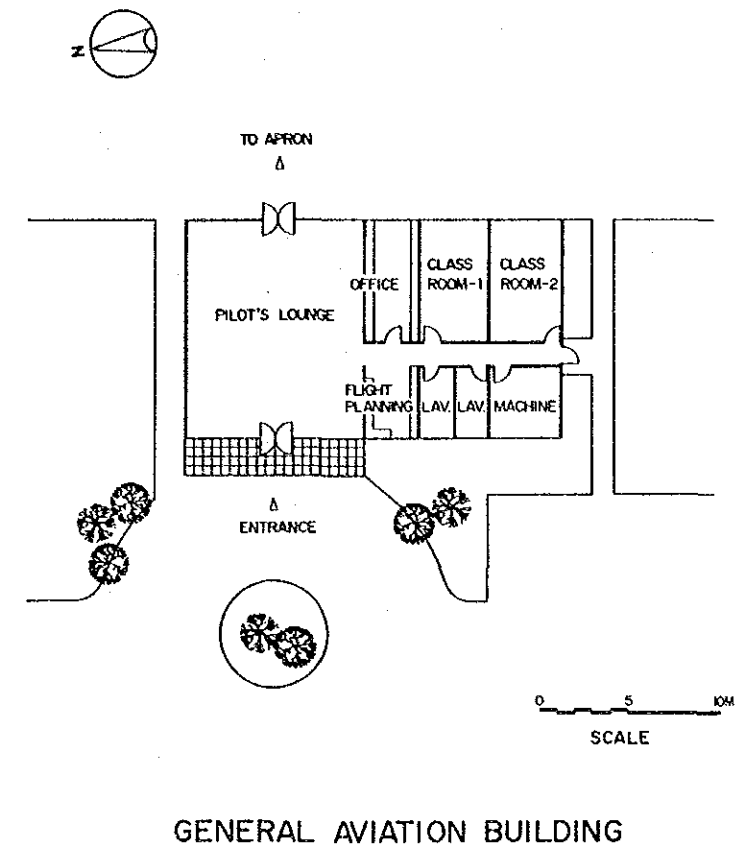 N
TO APRON
OFFICE
CLASS
ROOM-1
CLASS
ROOM-2
PILOT'S LOUNGE
FLIGHT
PLANNING
LAV.
LAV.
MACHINE
ENTRANCE
0 5 10M
SCALE
GENERAL AVIATION BUILDING